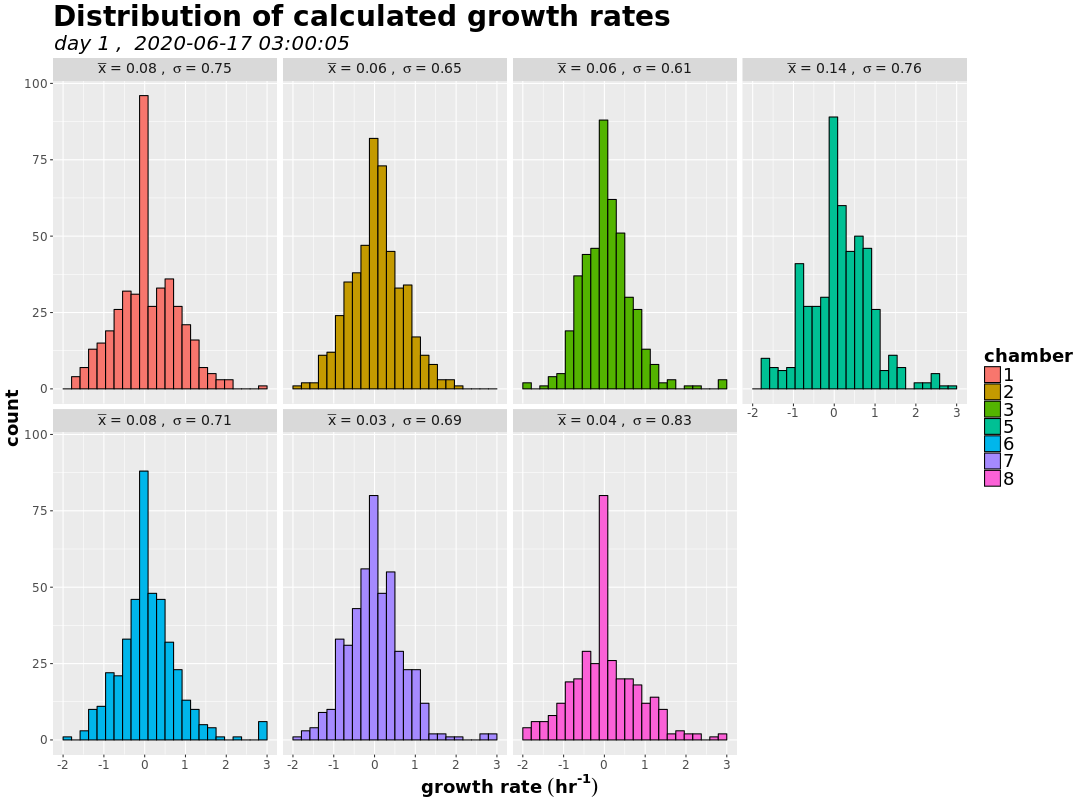 Distribution of calculated growth rates
day 1 ,  2020-06-17 03:00:05
x̅ = 0.08 ,  σ = 0.75
x̅ = 0.06 ,  σ = 0.65
x̅ = 0.06 ,  σ = 0.61
x̅ = 0.14 ,  σ = 0.76
100
75
50
25
0
-2 -1 0 1 2 3
x̅ = 0.08 ,  σ = 0.71
x̅ = 0.03 ,  σ = 0.69
x̅ = 0.04 ,  σ = 0.83
100
75
50
25
0
-2 -1 0 1 2 3
-2 -1 0 1 2 3
-2 -1 0 1 2 3
count
growth rate (hr⁻¹)
chamber
1
2
3
5
6
7
8